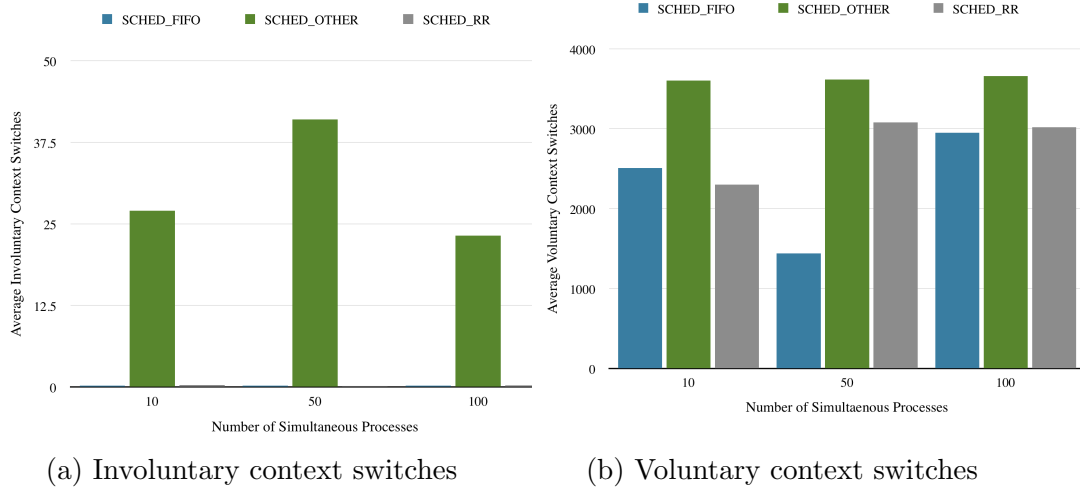 SCHED_FIFO SCHED_OTHER SCHED_RR
50
37.5
25
12.5
0
Average Involuntary Context Switches
10 50 100
Number of Simultaneous Processes
(a) Involuntary context switches
SCHED_FIFO SCHED_OTHER SCHED_RR
4000
3000
2000
1000
0
Average Voluntary Context Switches
10 50 100
Number of Simultaenous Processes
(b) Voluntary context switches